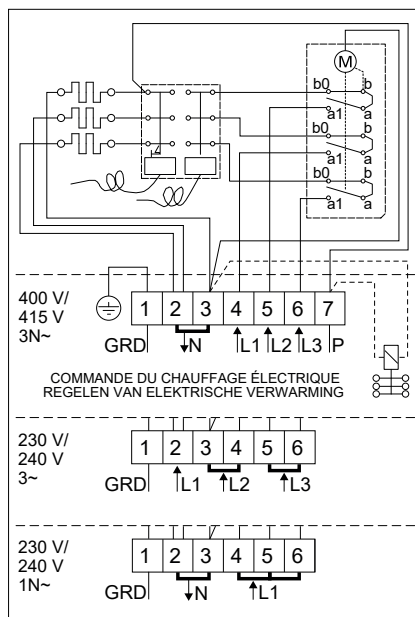 M
b0 b
a1 a
b0 b
a1 a
b0 b
a1 a
400 V/
415 V
3N~
1 2 3 4 5 6 7
GRD N L1 L2 L3 P
COMMANDE DU CHAUFFAGE ÉLECTRIQUE
REGELEN VAN ELEKTRISCHE VERWARMING
230 V/
240 V
3~
1 2 3 4 5 6
GRD L1 L2 L3
230 V/
240 V
1N~
1 2 3 4 5 6
GRD N L1